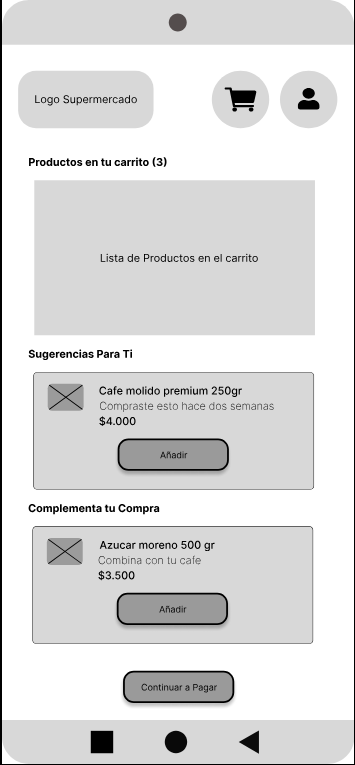 Logo Supermercado
Productos en tu carrito (3)
Lista de Productos en el carrito
Sugerencias Para Ti
Cafe molido premium 250gr
Compraste esto hace dos semanas
$4.000
Añadir
Complementa tu Compra
Azucar moreno 500 gr
Combina con tu cafe
$3.500
Añadir
Continuar a Pagar